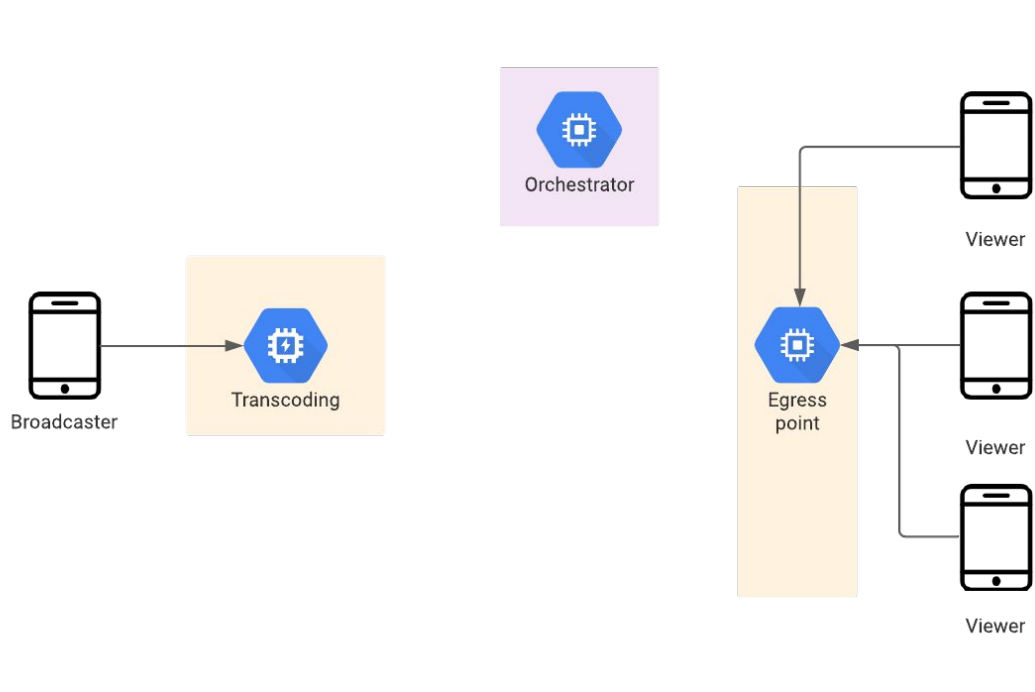 Orchestrator
Viewer
Broadcaster
Transcoding
Egress
point
Viewer
Viewer